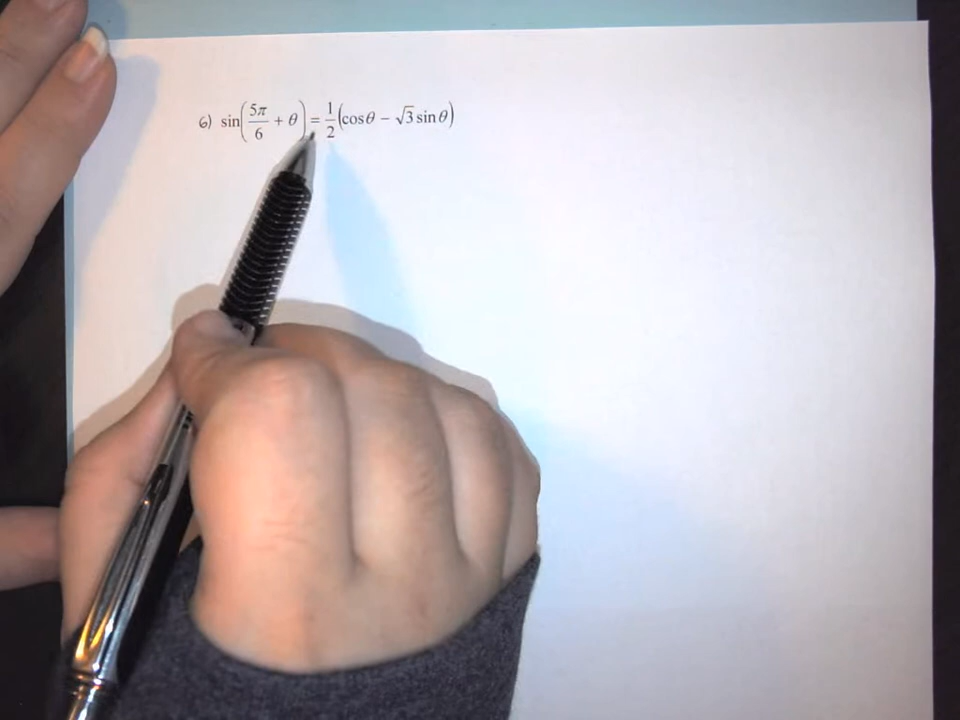 6) sin(5π/6 + θ) = 1/2(cosθ − √3 sinθ)